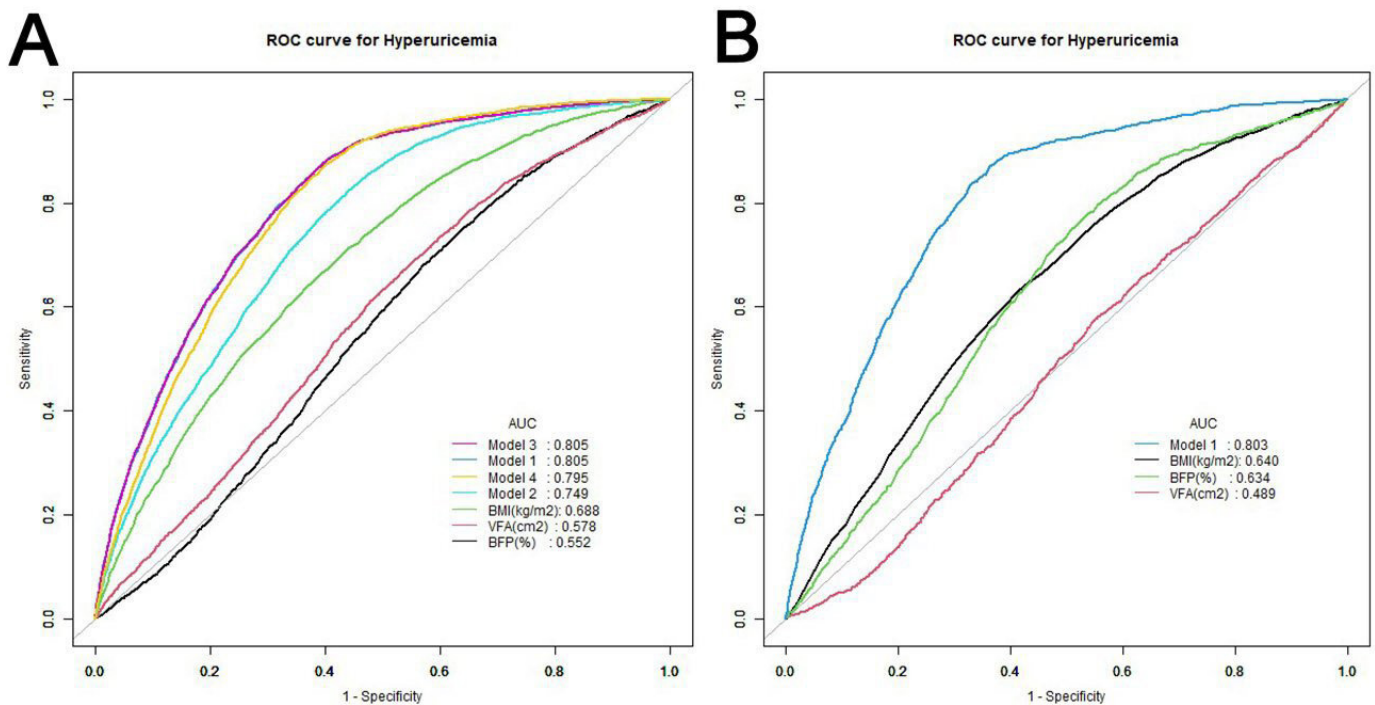 A
ROC curve for Hyperuricemia
Sensitivity
1.0
0.8
0.6
0.4
0.2
0.0
AUC
Model 3 : 0.805
Model 1 : 0.805
Model 4 : 0.795
Model 2 : 0.749
BMI(kg/m2): 0.688
VFA(cm2) : 0.578
BFP(%) : 0.552
0.0 0.2 0.4 0.6 0.8 1.0
1 - Specificity
B
ROC curve for Hyperuricemia
Sensitivity
1.0
0.8
0.6
0.4
0.2
0.0
AUC
Model 1 : 0.803
BMI(kg/m2): 0.640
BFP(%) : 0.634
VFA(cm2) : 0.489
0.0 0.2 0.4 0.6 0.8 1.0
1 - Specificity